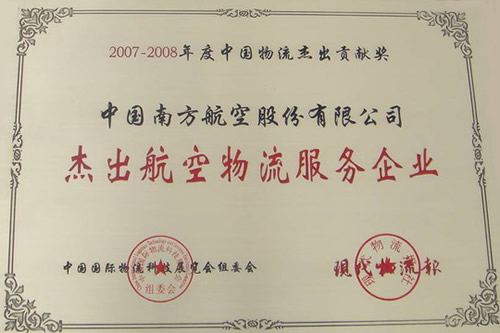 2007-2008年度中国物流杰出贡献奖
中国南方航空股份有限公司
杰出航空物流服务企业
中国国际物流科技展览会组委会
现代物流报
组委会